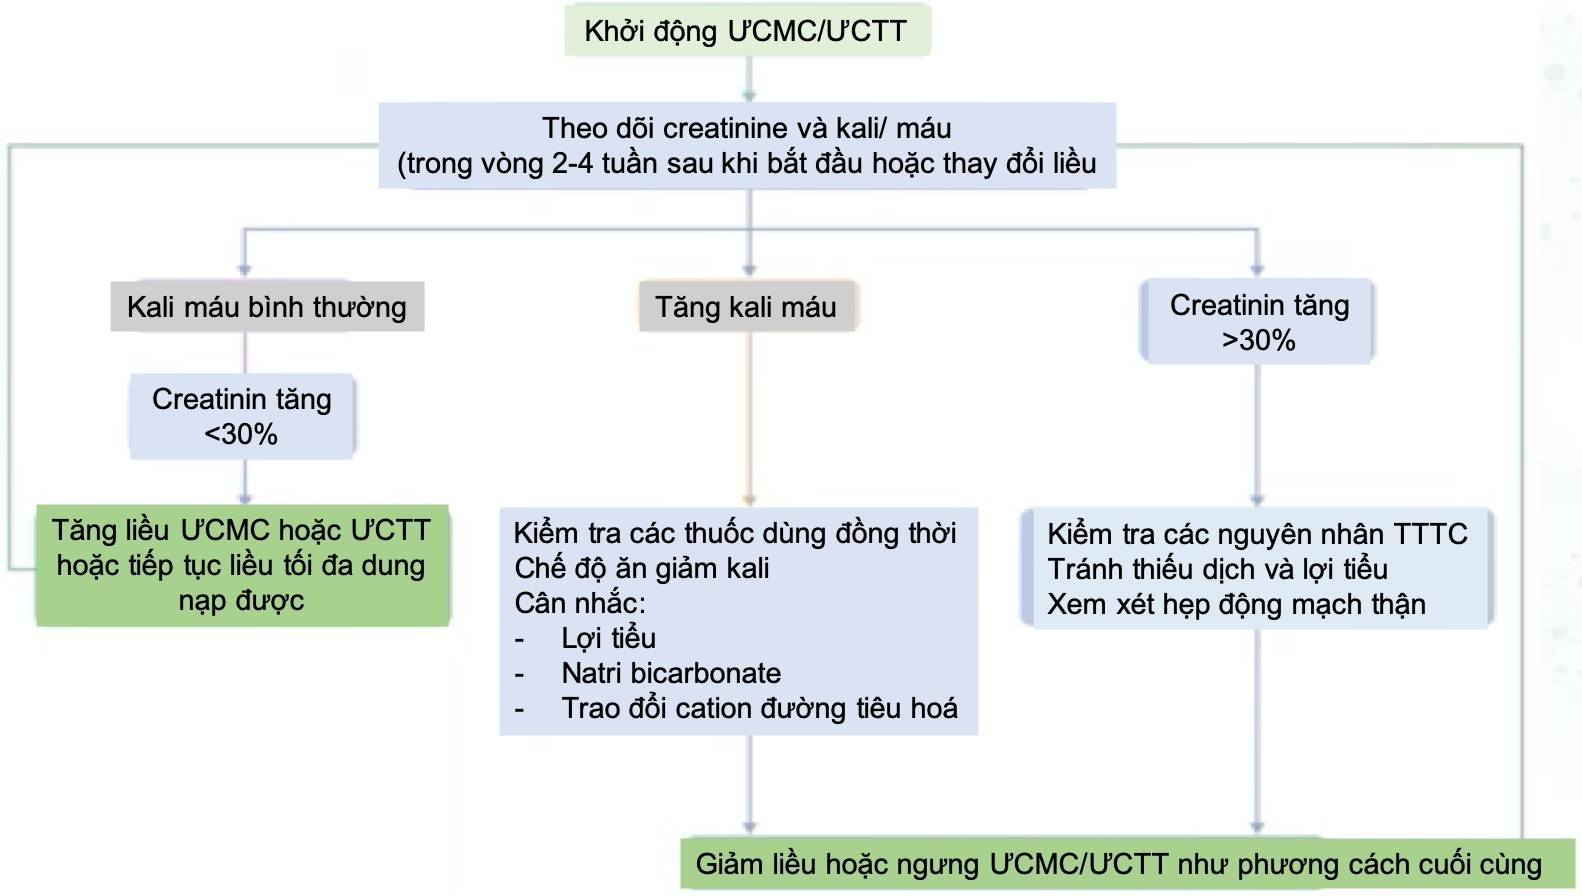 Khởi động ƯCMC/ƯCTT
Theo dõi creatinine và kali/ máu
(trong vòng 2-4 tuần sau khi bắt đầu hoặc thay đổi liều
Kali máu bình thường
Creatinin tăng
<30%
Tăng liều ƯCMC hoặc ƯCTT
hoặc tiếp tục liều tối đa dung
nạp được
Tăng kali máu
Kiểm tra các thuốc dùng đồng thời
Chế độ ăn giảm kali
Cân nhắc:
- Lợi tiểu
- Natri bicarbonate
- Trao đổi cation đường tiêu hoá
Creatinin tăng
>30%
Kiểm tra các nguyên nhân TTTC
Tránh thiếu dịch và lợi tiểu
Xem xét hẹp động mạch thận
Giảm liều hoặc ngưng ƯCMC/ƯCTT như phương cách cuối cùng